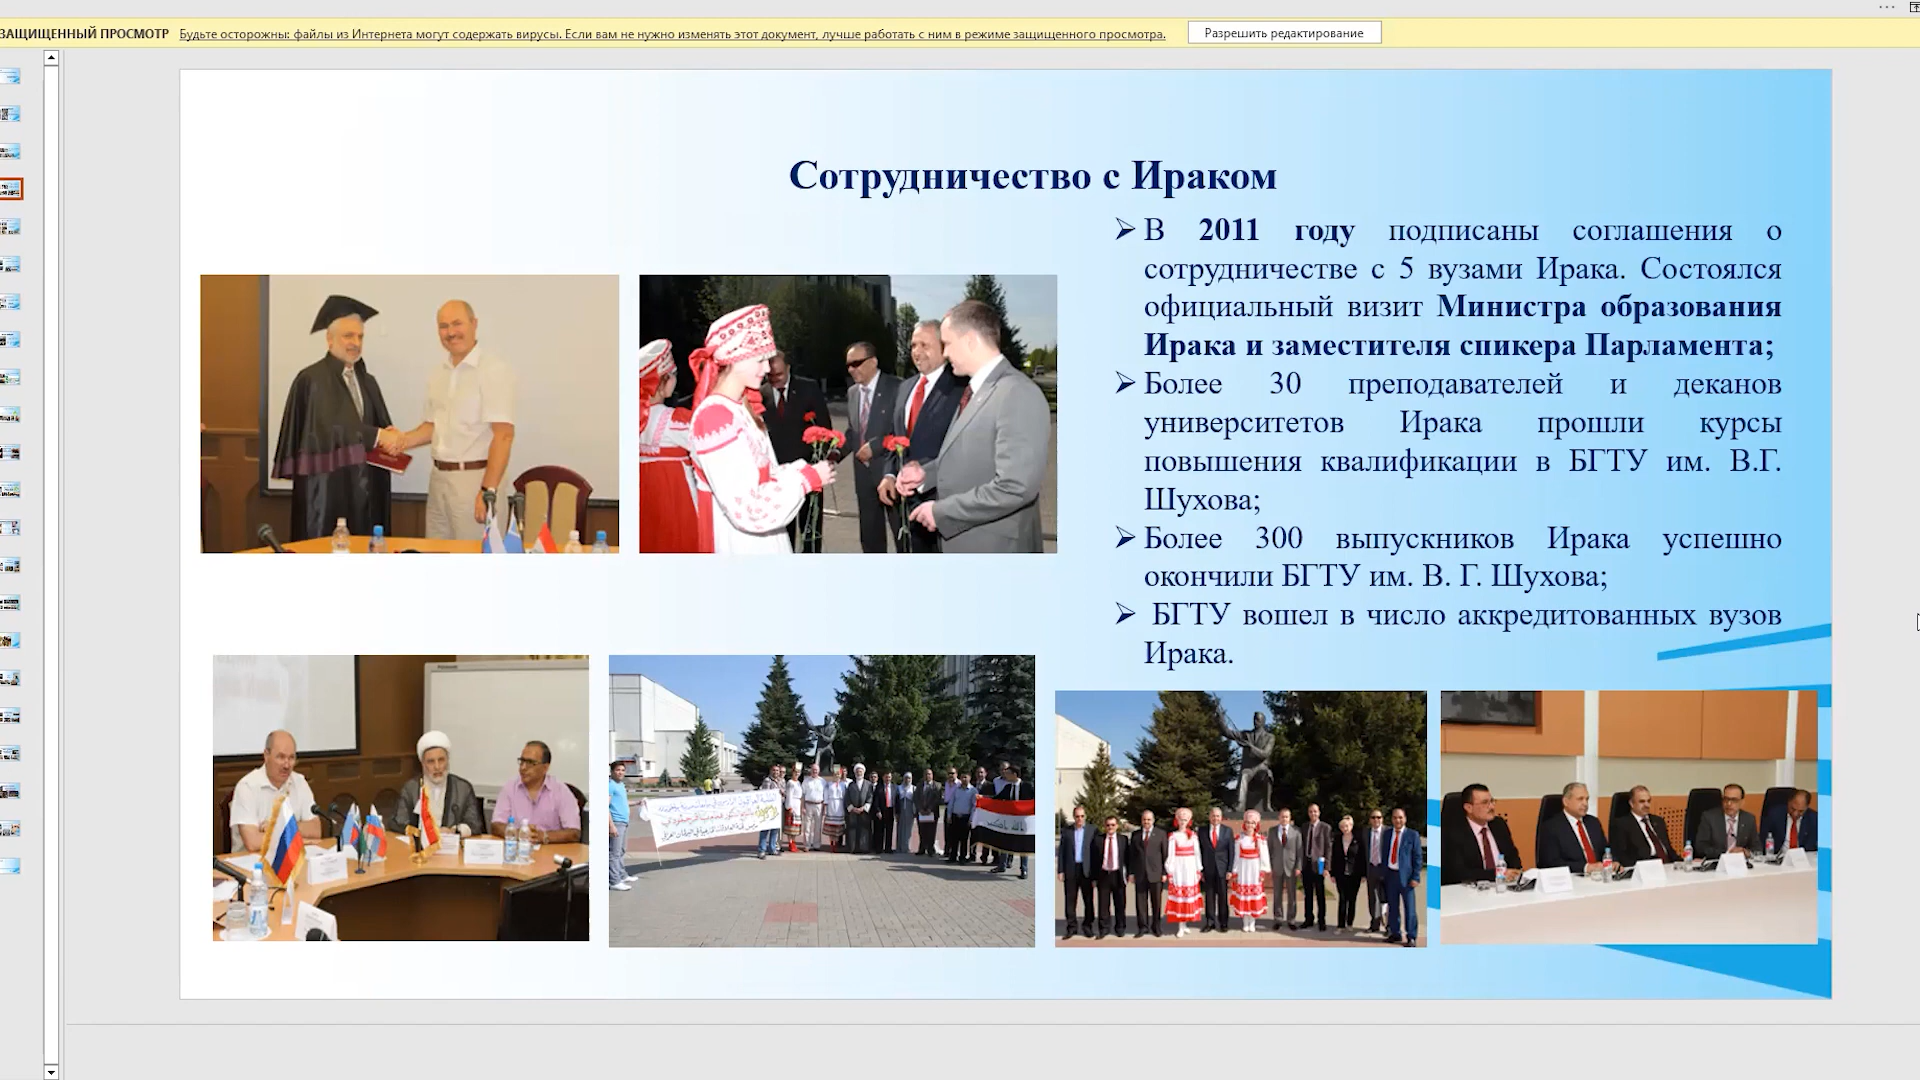 ЗАЩИЩЕННЫЙ ПРОСМОТР Будьте осторожны: файлы из Интернета могут содержать вирусы. Если вам не нужно изменять этот документ, лучше работать с ним в режиме защищенного просмотра. Разрешить редактирование
Сотрудничество с Ираком
В 2011 году подписаны соглашения о
сотрудничестве с 5 вузами Ирака. Состоялся
официальный визит Министра образования
Ирака и заместителя спикера Парламента;
Более 30 преподавателей и деканов
университетов Ирака прошли курсы
повышения квалификации в БГТУ им. В.Г.
Шухова;
Более 300 выпускников Ирака успешно
окончили БГТУ им. В. Г. Шухова;
БГТУ вошел в число аккредитованных вузов
Ирака.